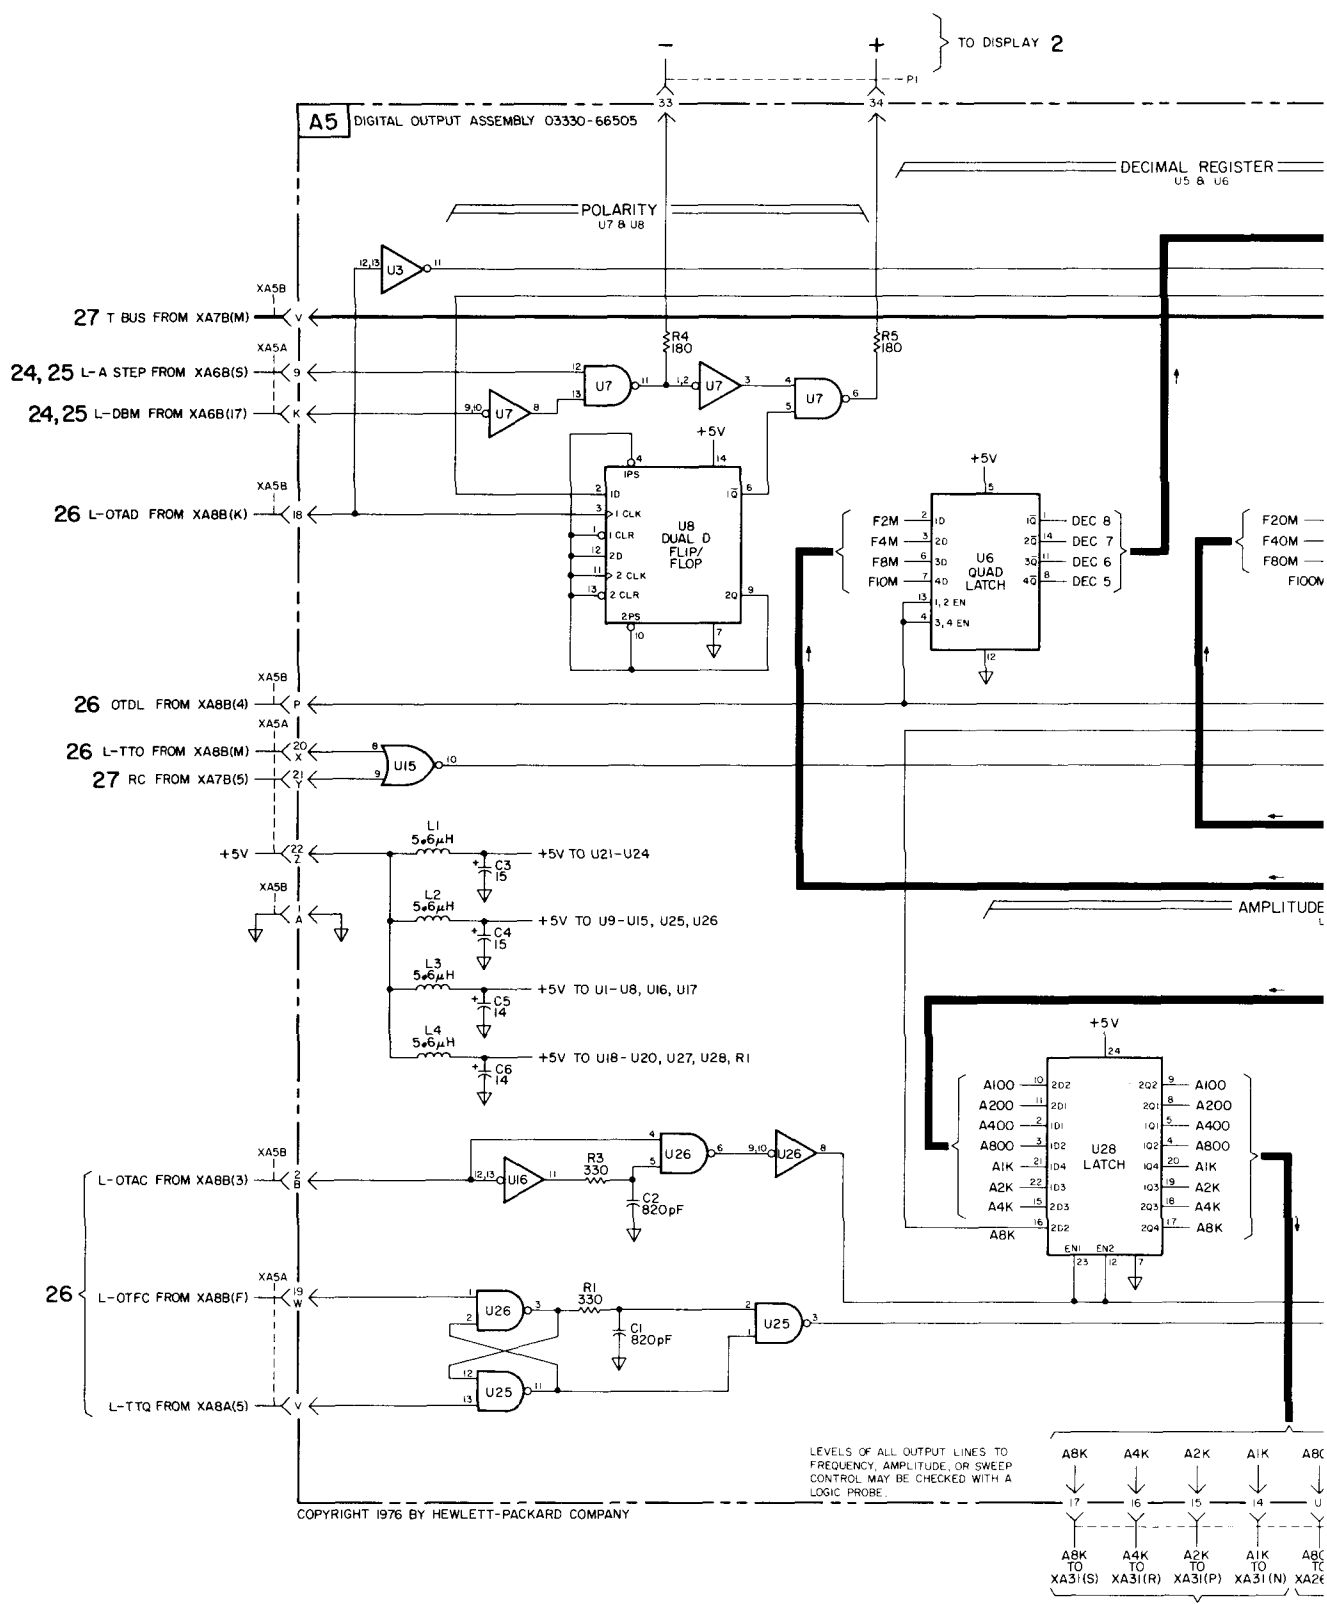 − +
TO DISPLAY 2
P1
33 34
A5 DIGITAL OUTPUT ASSEMBLY 03330-66505
DECIMAL REGISTER
U5 & U6
POLARITY
U7 & U8
12,13 U3 11
XA5B
27 T BUS FROM XA7B(M) V
R4
180
R5
180
XA5A
24, 25 L-A STEP FROM XA6B(S) 9
12 13 U7 11
1,2 U7 3
4 5 U7 6
24,25 L-DBM FROM XA6B(17) K
9,10 U7 8
+5V
4 14
1PS
XA5B
26 L-OTAD FROM XA8B(K) 18
2 1D
3 1 CLK
1 1 CLR
12 2D
11 2 CLK
13 2 CLR
2PS
10
U8
DUAL D
FLIP/
FLOP
1Q̅ 6
2Q 9
7
+5V
5
F2M 2 1D 1Q̅ 1 DEC 8
F4M 3 2D 2Q̅ 14 DEC 7
F8M 6 3D 3Q̅ 11 DEC 6
F10M 7 4D 4Q̅ 8 DEC 5
13 1, 2 EN
4 3, 4 EN
U6
QUAD
LATCH
12
F20M
F40M
F80M
F100M
XA5B
26 OTDL FROM XA8B(4) P
XA5A
26 L-TTO FROM XA8B(M) 20 X
8 9 U15 10
27 RC FROM XA7B(5) 21 Y
+5V 22 Z
L1
5.6µH
+ C3
15
+5V TO U21-U24
XA5B
A
L2
5.6µH
+ C4
15
+5V TO U9-U15, U25, U26
AMPLITUDE
L3
5.6µH
+ C5
14
+5V TO U1-U8, U16, U17
L4
5.6µH
+ C6
14
+5V TO U18-U20, U27, U28, R1
+5V
24
A100 10 2D2 2Q2 9 A100
A200 11 2D1 2Q1 8 A200
A400 2 1D1 1Q1 5 A400
A800 3 1D2 1Q2 4 A800
A1K 21 1D4 1Q4 20 A1K
A2K 22 1D3 1Q3 19 A2K
A4K 15 2D3 2Q3 18 A4K
A8K 16 2D2 2Q4 17 A8K
U28
LATCH
EN1 EN2
23 12 7
XA5B
L-OTAC FROM XA8B(3) 2 B
12,13 U16 11
R3
330
C2
820pF
4 5 U26 6
9,10 U26 8
26
XA5A
L-OTFC FROM XA8B(F) 19 W
1 2 U26 3
R1
330
C1
820pF
2 1 U25 3
12 13 U25 11
L-TTQ FROM XA8A(5) V
LEVELS OF ALL OUTPUT LINES TO
FREQUENCY, AMPLITUDE, OR SWEEP
CONTROL MAY BE CHECKED WITH A
LOGIC PROBE.
A8K A4K A2K A1K
17 16 15 14 U
A8K
TO
XA31(S)
A4K
TO
XA31(R)
A2K
TO
XA31(P)
A1K
TO
XA31(N)
COPYRIGHT 1976 BY HEWLETT-PACKARD COMPANY